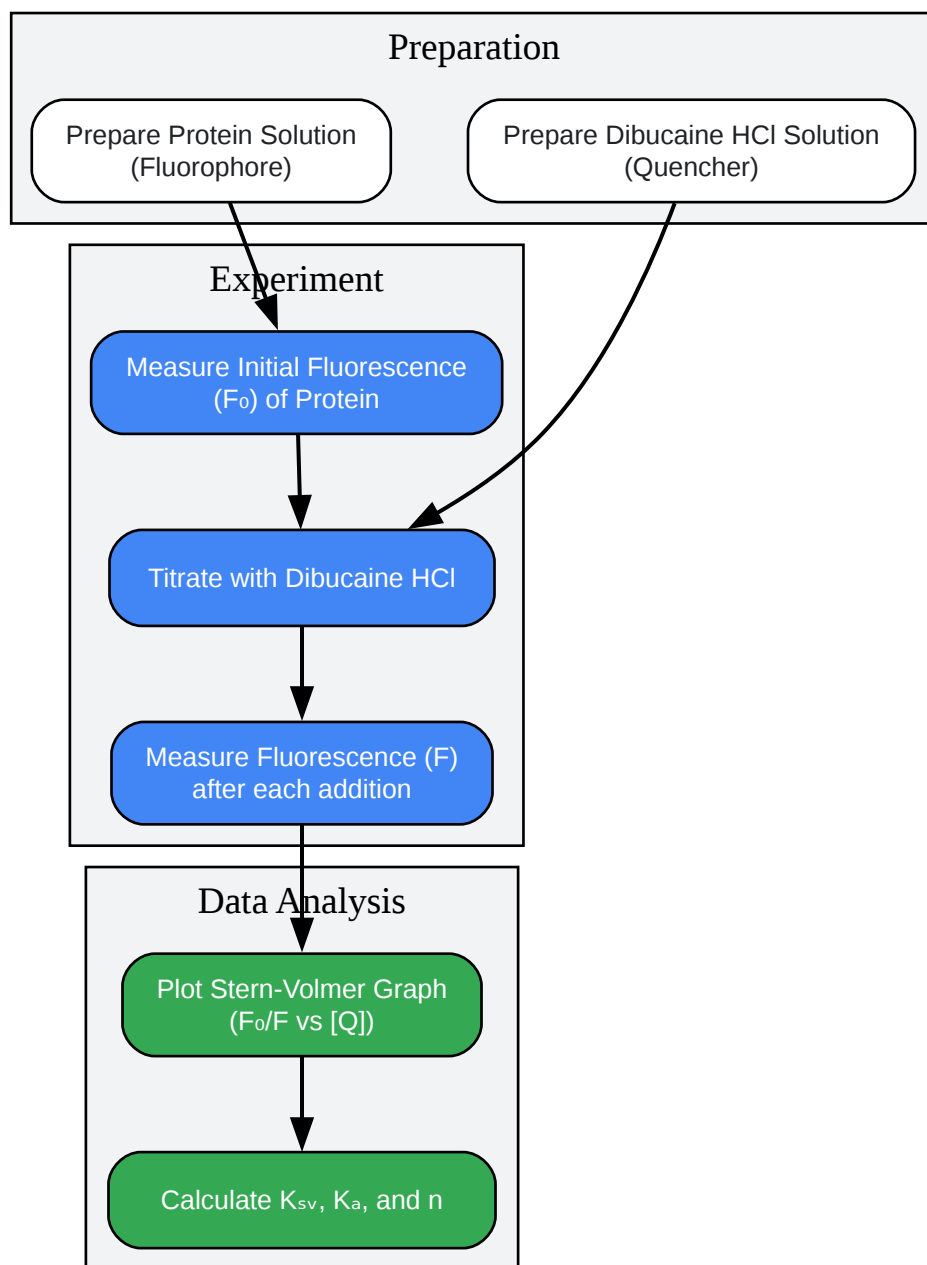 Preparation
Prepare Protein Solution
(Fluorophore)
Prepare Dibucaine HCl Solution
(Quencher)
Experiment
Measure Initial Fluorescence
(F₀) of Protein
Titrate with Dibucaine HCl
Measure Fluorescence (F)
after each addition
Data Analysis
Plot Stern-Volmer Graph
(F₀/F vs [Q])
Calculate Kₛᵥ, Kₐ, and n